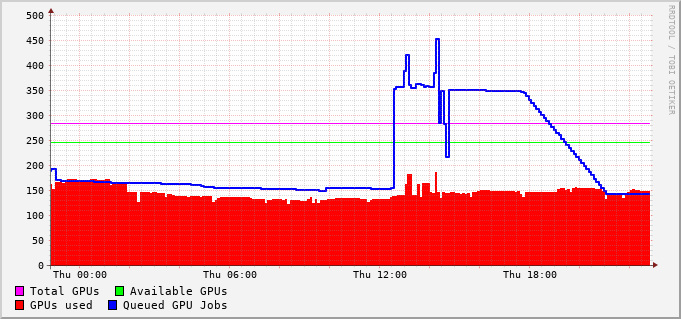 500
450
400
350
300
250
200
150
100
50
0
Thu 00:00 Thu 06:00 Thu 12:00 Thu 18:00
Total GPUs Available GPUs
GPUs used Queued GPU Jobs
RRDTOOL / TOBI OETIKER